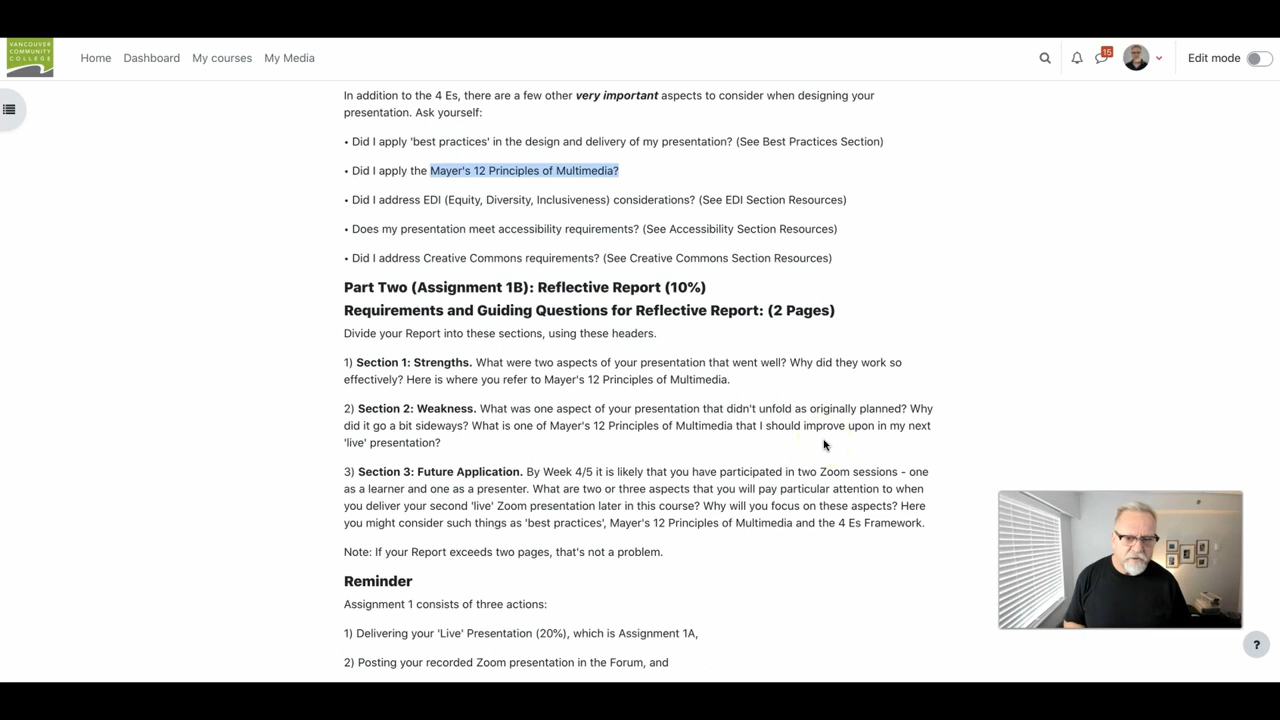 VANCOUVER
COMMUNITY
COLLEGE
Home Dashboard My courses My Media
15
Edit mode
In addition to the 4 Es, there are a few other very important aspects to consider when designing your
presentation. Ask yourself:
• Did I apply 'best practices' in the design and delivery of my presentation? (See Best Practices Section)
• Did I apply the Mayer's 12 Principles of Multimedia?
• Did I address EDI (Equity, Diversity, Inclusiveness) considerations? (See EDI Section Resources)
• Does my presentation meet accessibility requirements? (See Accessibility Section Resources)
• Did I address Creative Commons requirements? (See Creative Commons Section Resources)
Part Two (Assignment 1B): Reflective Report (10%)
Requirements and Guiding Questions for Reflective Report: (2 Pages)
Divide your Report into these sections, using these headers.
1) Section 1: Strengths. What were two aspects of your presentation that went well? Why did they work so
effectively? Here is where you refer to Mayer's 12 Principles of Multimedia.
2) Section 2: Weakness. What was one aspect of your presentation that didn't unfold as originally planned? Why
did it go a bit sideways? What is one of Mayer's 12 Principles of Multimedia that I should improve upon in my next
'live' presentation?
3) Section 3: Future Application. By Week 4/5 it is likely that you have participated in two Zoom sessions - one
as a learner and one as a presenter. What are two or three aspects that you will pay particular attention to when
you deliver your second 'live' Zoom presentation later in this course? Why will you focus on these aspects? Here
you might consider such things as 'best practices', Mayer's 12 Principles of Multimedia and the 4 Es Framework.
Note: If your Report exceeds two pages, that's not a problem.
Reminder
Assignment 1 consists of three actions:
1) Delivering your 'Live' Presentation (20%), which is Assignment 1A,
2) Posting your recorded Zoom presentation in the Forum, and
?